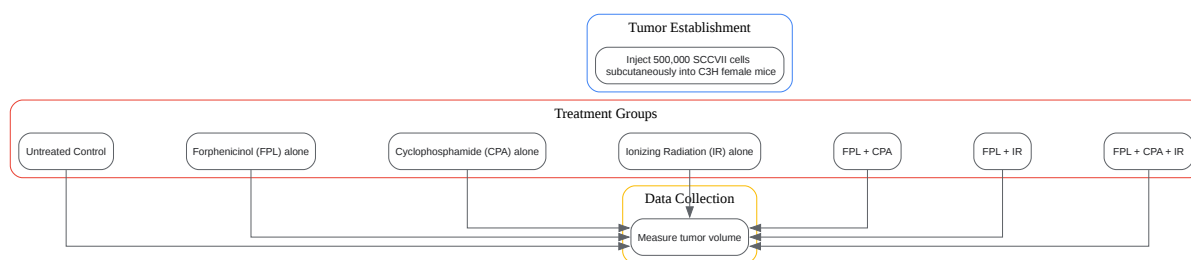 Tumor Establishment
Inject 500,000 SCCVII cells
subcutaneously into C3H female mice
Treatment Groups
Untreated Control
Forphenicinol (FPL) alone
Cyclophosphamide (CPA) alone
Ionizing Radiation (IR) alone
FPL + CPA
FPL + IR
FPL + CPA + IR
Data Collection
Measure tumor volume